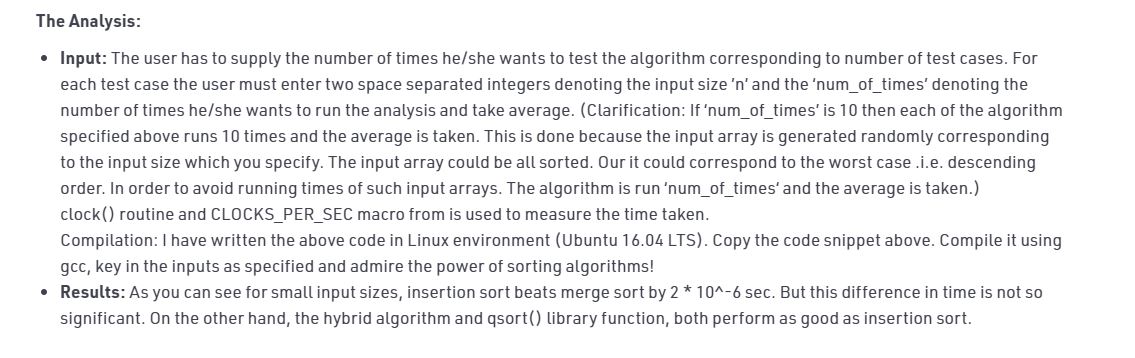 The Analysis:
• Input: The user has to supply the number of times he/she wants to test the algorithm corresponding to number of test cases. For
each test case the user must enter two space separated integers denoting the input size ’n’ and the ‘num_of_times’ denoting the
number of times he/she wants to run the analysis and take average. (Clarification: If ‘num_of_times’ is 10 then each of the algorithm
specified above runs 10 times and the average is taken. This is done because the input array is generated randomly corresponding
to the input size which you specify. The input array could be all sorted. Our it could correspond to the worst case .i.e. descending
order. In order to avoid running times of such input arrays. The algorithm is run ‘num_of_times‘ and the average is taken.)
clock() routine and CLOCKS_PER_SEC macro from is used to measure the time taken.
Compilation: I have written the above code in Linux environment (Ubuntu 16.04 LTS). Copy the code snippet above. Compile it using
gcc, key in the inputs as specified and admire the power of sorting algorithms!
• Results: As you can see for small input sizes, insertion sort beats merge sort by 2 * 10^-6 sec. But this difference in time is not so
significant. On the other hand, the hybrid algorithm and qsort() library function, both perform as good as insertion sort.